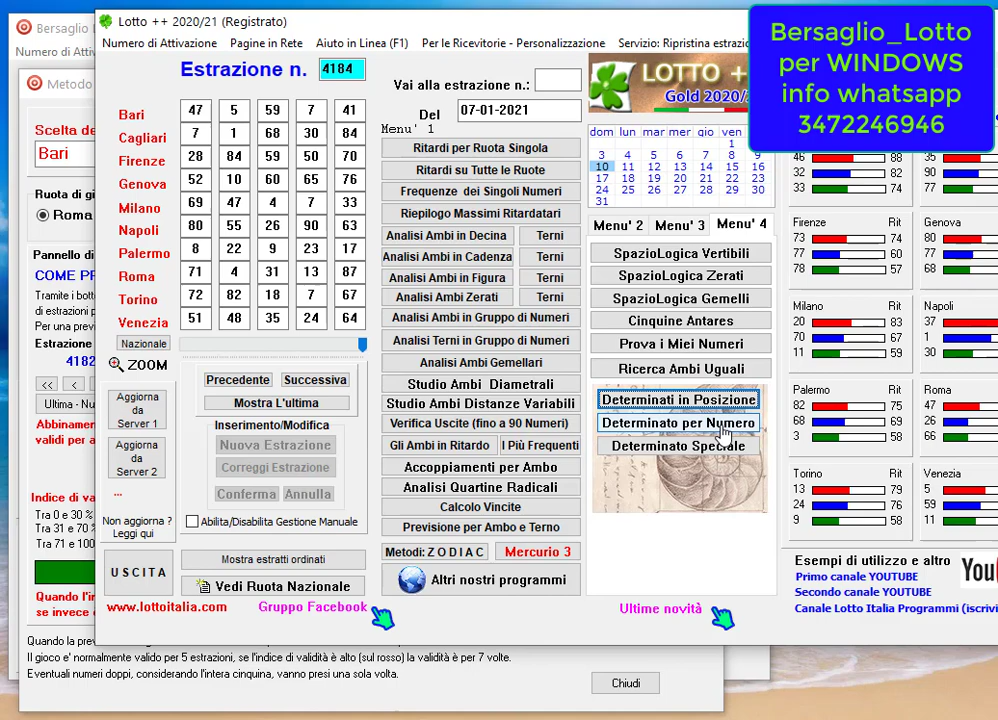 Bersaglio
Numero di Attiv
Metodo
Lotto ++ 2020/21 (Registrato)
Numero di Attivazione Pagine in Rete Aiuto in Linea (F1) Per le Ricevitorie - Personalizzazione Servizio: Ripristina estrazio
Bersaglio_Lotto
per WINDOWS
info whatsapp
3472246946
Estrazione n. 4184
Vai alla estrazione n.:
Del 07-01-2021
Menu' 1
Bari 47 5 59 7 41
Cagliari 7 1 68 30 84
Firenze 28 84 59 50 70
Genova 52 10 60 65 76
Milano 69 47 4 7 33
Napoli 80 55 26 90 63
Palermo 8 22 9 23 17
Roma 71 4 31 13 87
Torino 72 82 18 7 67
Venezia 51 48 35 24 64
Nazionale
ZOOM
Aggiorna
da
Server 1
Aggiorna
da
Server 2
...
Non aggiorna ?
Leggi qui
Precedente Successiva
Mostra L'ultima
Inserimento/Modifica
Nuova Estrazione
Correggi Estrazione
Conferma Annulla
Abilita/Disabilita Gestione Manuale
USCITA
Mostra estratti ordinati
Vedi Ruota Nazionale
www.lottoitalia.com
Gruppo Facebook
Ritardi per Ruota Singola
Ritardi su Tutte le Ruote
Frequenze dei Singoli Numeri
Riepilogo Massimi Ritardatari
Analisi Ambi in Decina Terni
Analisi Ambi in Cadenza Terni
Analisi Ambi in Figura Terni
Analisi Ambi Zerati Terni
Analisi Ambi in Gruppo di Numeri
Analisi Terni in Gruppo di Numeri
Analisi Ambi Gemellari
Studio Ambi Diametrali
Studio Ambi Distanze Variabili
Verifica Uscite (fino a 90 Numeri)
Gli Ambi in Ritardo I Più Frequenti
Accoppiamenti per Ambo
Analisi Quartine Radicali
Calcolo Vincite
Previsione per Ambo e Terno
Metodi: Z O D I A C Mercurio 3
Altri nostri programmi
LOTTO +
Gold 2020/
dom lun mar mer gio ven
1
3 4 5 6 7 8 9
10 11 12 13 14 15 16
17 18 19 20 21 22 23
24 25 26 27 28 29 30
31
Menu' 2 Menu' 3 Menu' 4
SpazioLogica Vertibili
SpazioLogica Zerati
SpazioLogica Gemelli
Cinquine Antares
Prova i Miei Numeri
Ricerca Ambi Uguali
Determinati in Posizione
Determinato per Numero
Determinato Speciale
Ultime novità
46 88 35
32 82 90
33 74 77
Firenze Rit Genova
73 74 80
77 60 77
78 57 68
Milano Rit Napoli
20 83 37
70 67 1
11 59 30
Palermo Rit Roma
82 75 47
68 69 26
3 58 66
Torino Rit Venezia
13 79 5
24 76 59
9 58 11
Esempi di utilizzo e altro
Primo canale YOUTUBE
Secondo canale YOUTUBE
Canale Lotto Italia Programmi (iscrivi
You
Scelta de
Bari
Ruota di gi
Roma
Pannello di
COME PR
Tramite i bott
di estrazioni p
Per una previ
Estrazione
4182
<< <
Ultima - Nu
Abbinamen
validi per a
Indice di va
Tra 0 e 30 %
Tra 31 e 70 %
Tra 71 e 100
Quando l'in
se invece
Quando la prev
Il gioco e' normalmente valido per 5 estrazioni, se l'indice di validità è alto (sul rosso) la validità è per 7 volte.
Eventuali numeri doppi, considerando l'intera cinquina, vanno presi una sola volta.
Chiudi